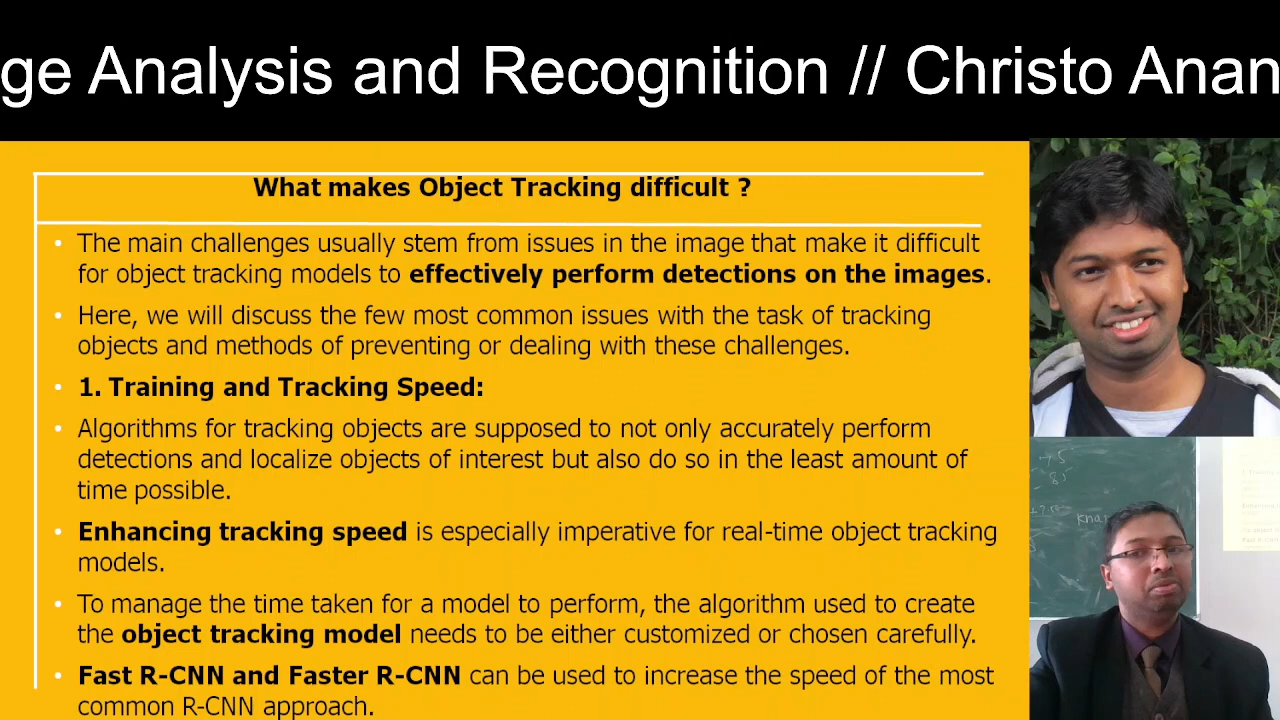 ge Analysis and Recognition // Christo Anan
What makes Object Tracking difficult ?
• The main challenges usually stem from issues in the image that make it difficult
for object tracking models to effectively perform detections on the images.
• Here, we will discuss the few most common issues with the task of tracking
objects and methods of preventing or dealing with these challenges.
• 1. Training and Tracking Speed:
• Algorithms for tracking objects are supposed to not only accurately perform
detections and localize objects of interest but also do so in the least amount of
time possible.
• Enhancing tracking speed is especially imperative for real-time object tracking
models.
• To manage the time taken for a model to perform, the algorithm used to create
the object tracking model needs to be either customized or chosen carefully.
• Fast R-CNN and Faster R-CNN can be used to increase the speed of the most
common R-CNN approach.